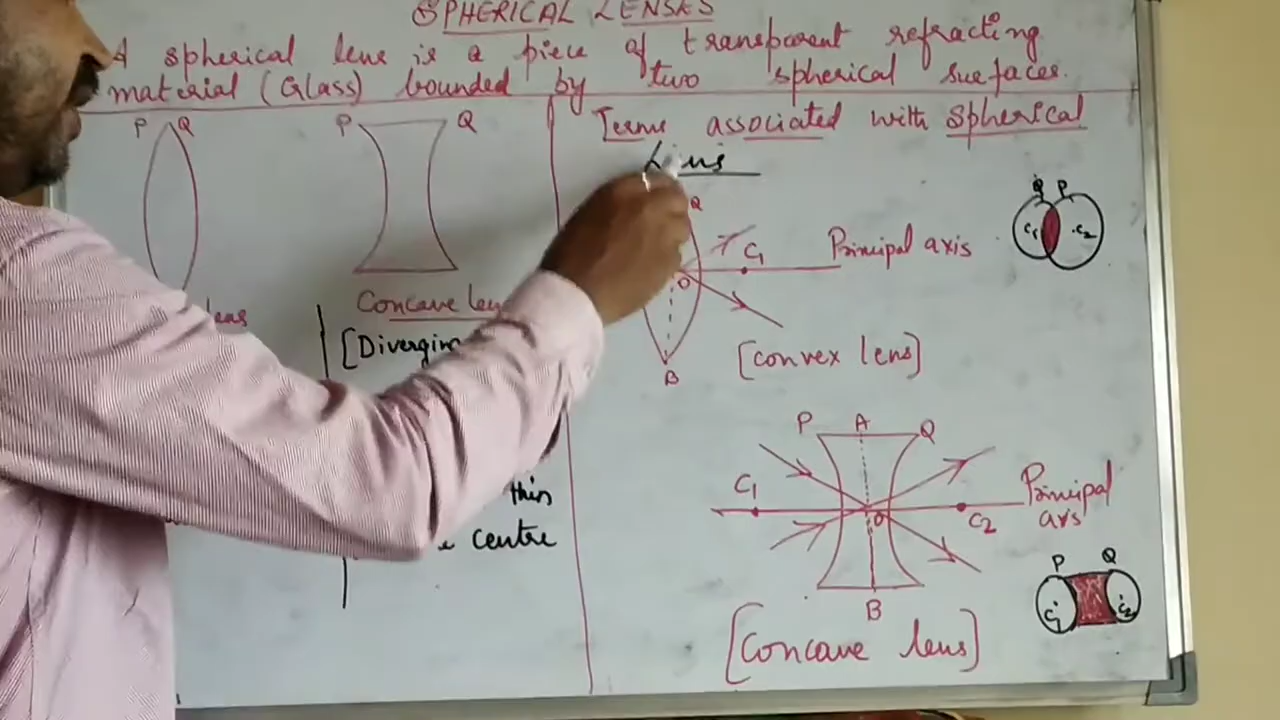 SPHERICAL LENSES
A spherical lens is a piece of transparent refracting
material (Glass) bounded by two spherical surfaces.
P Q
P Q
Concave
Terms associated with Spherical
Lens
Q
C1
O
Principal axis
B
[Convex lens]
Q P
C1 C2
P A Q
C1
O
C2
Principal
axis
B
[Concave lens]
P Q
C1 C2
thin
centre